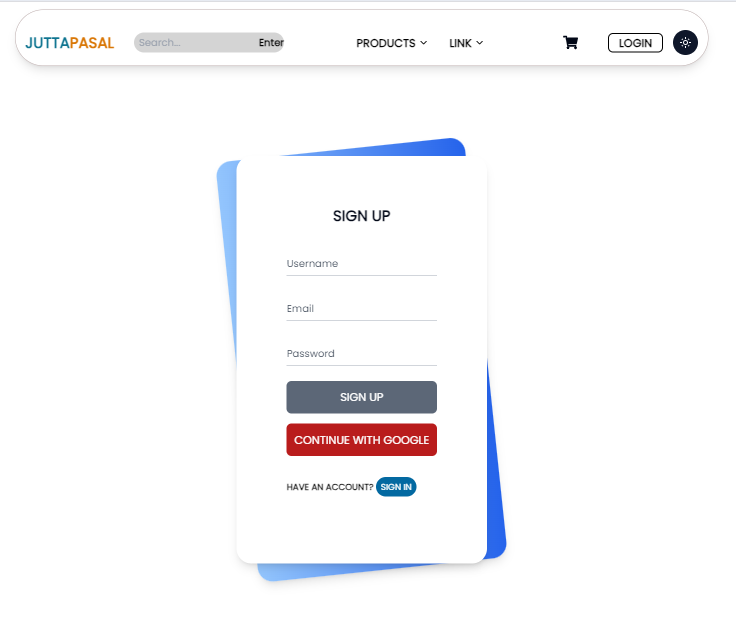 JUTTAPASAL Search... Enter PRODUCTS LINK LOGIN
SIGN UP
Username
Email
Password
SIGN UP
CONTINUE WITH GOOGLE
HAVE AN ACCOUNT? SIGN IN